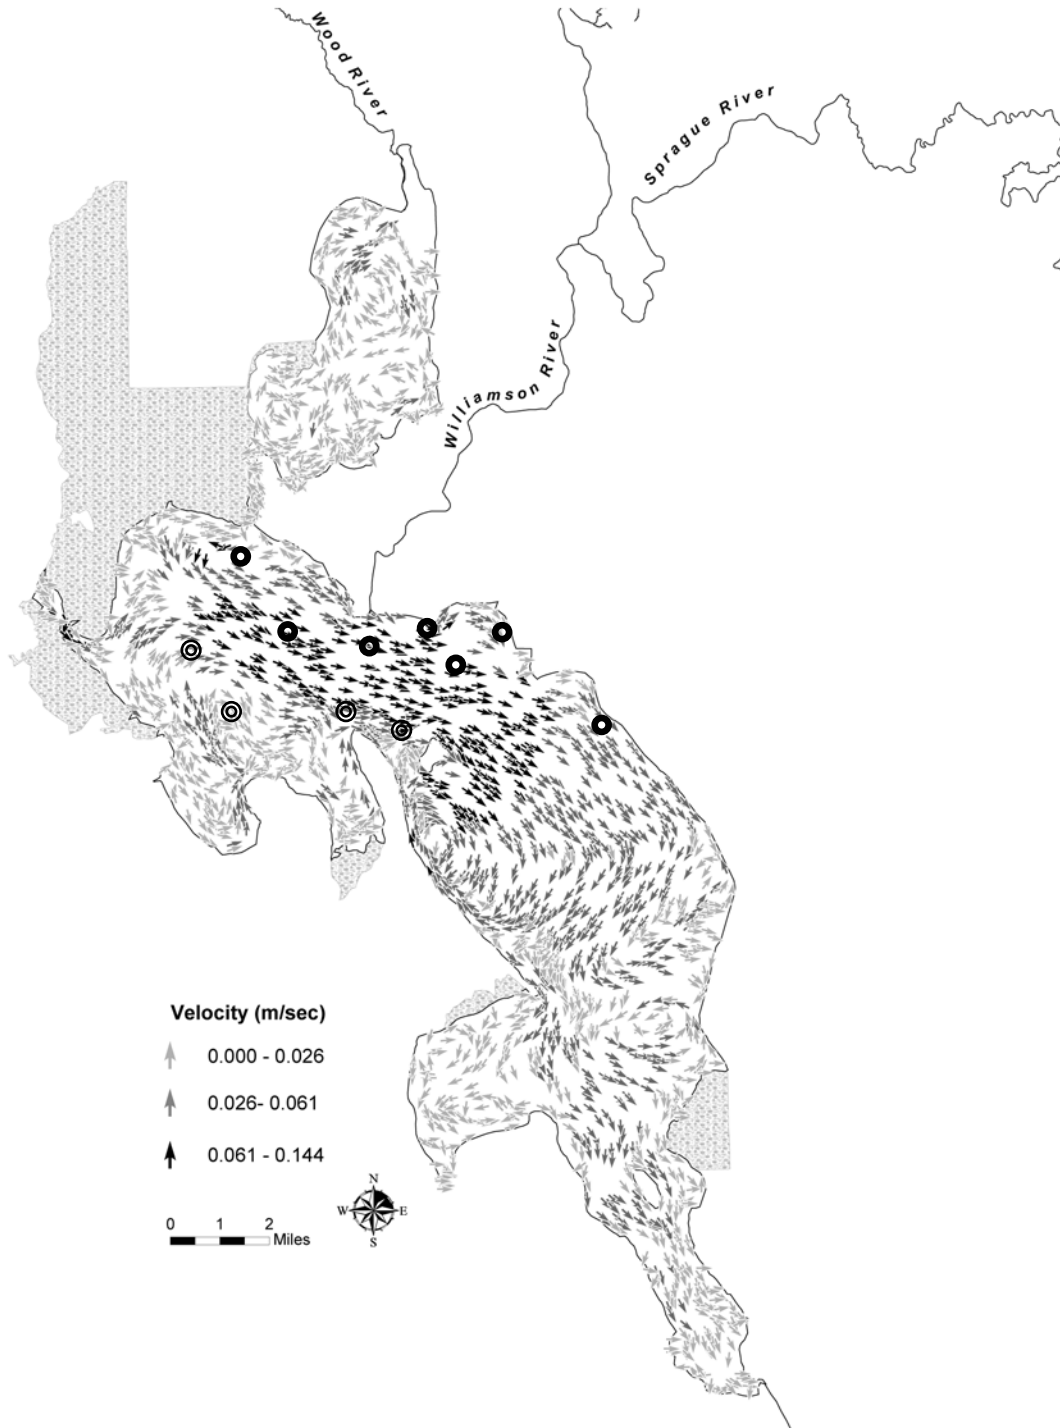 Wood River
Sprague River
Williamson River
Velocity (m/sec)
0.000 - 0.026
0.026- 0.061
0.061 - 0.144
N
W E
S
0 1 2
Miles